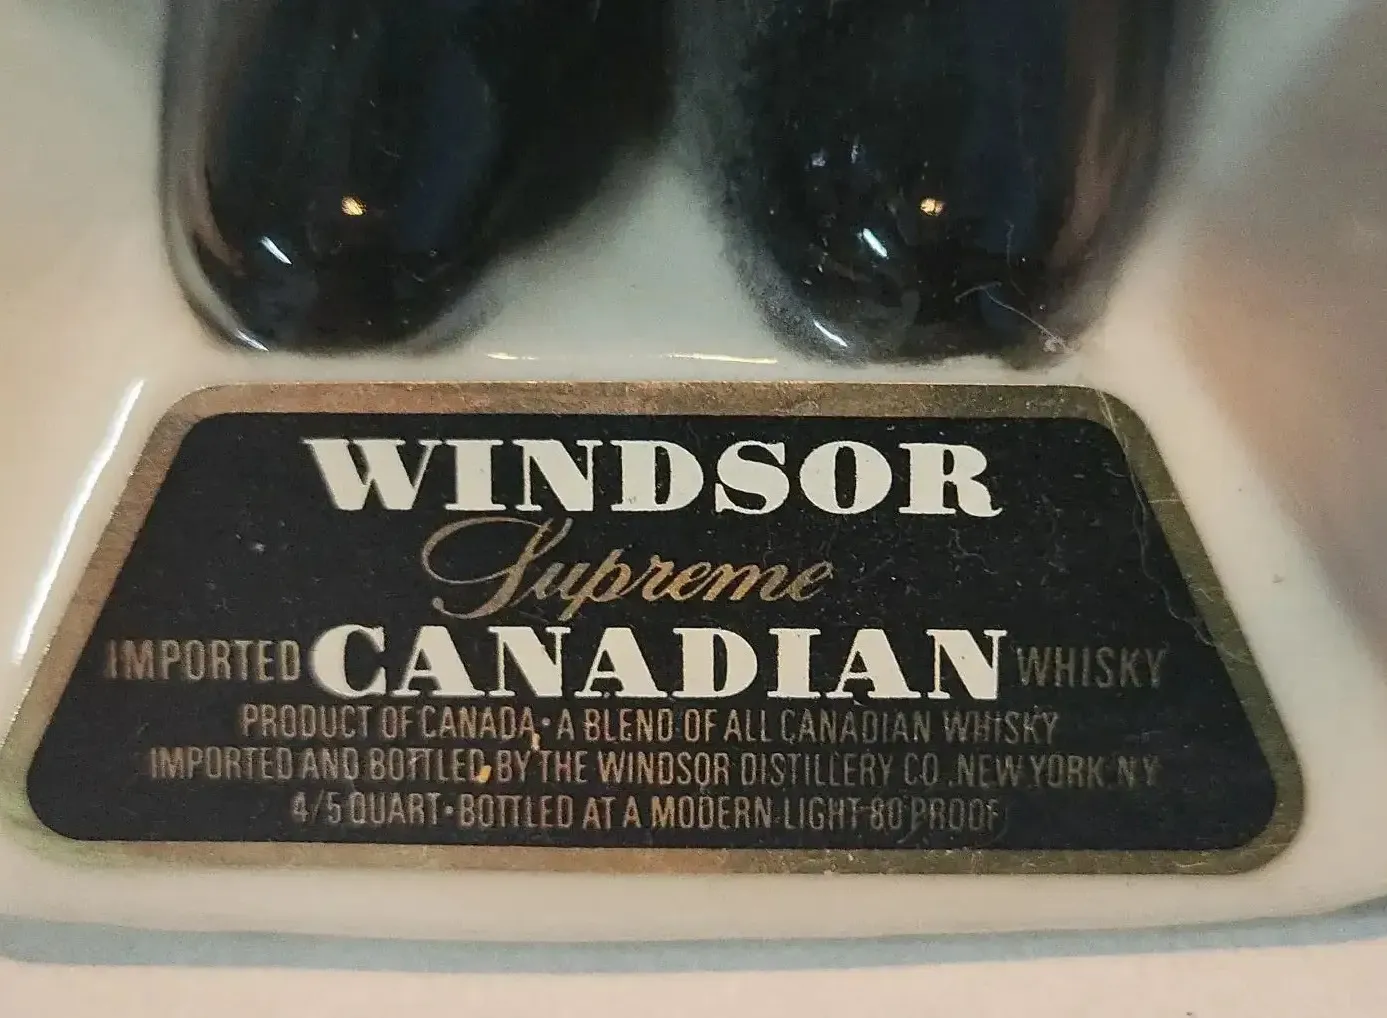 WINDSOR
Supreme
IMPORTED CANADIAN WHISKY
PRODUCT OF CANADA • A BLEND OF ALL CANADIAN WHISKY
IMPORTED AND BOTTLED BY THE WINDSOR DISTILLERY CO. NEW YORK. NY
4/5 QUART • BOTTLED AT A MODERN LIGHT 80 PROOF